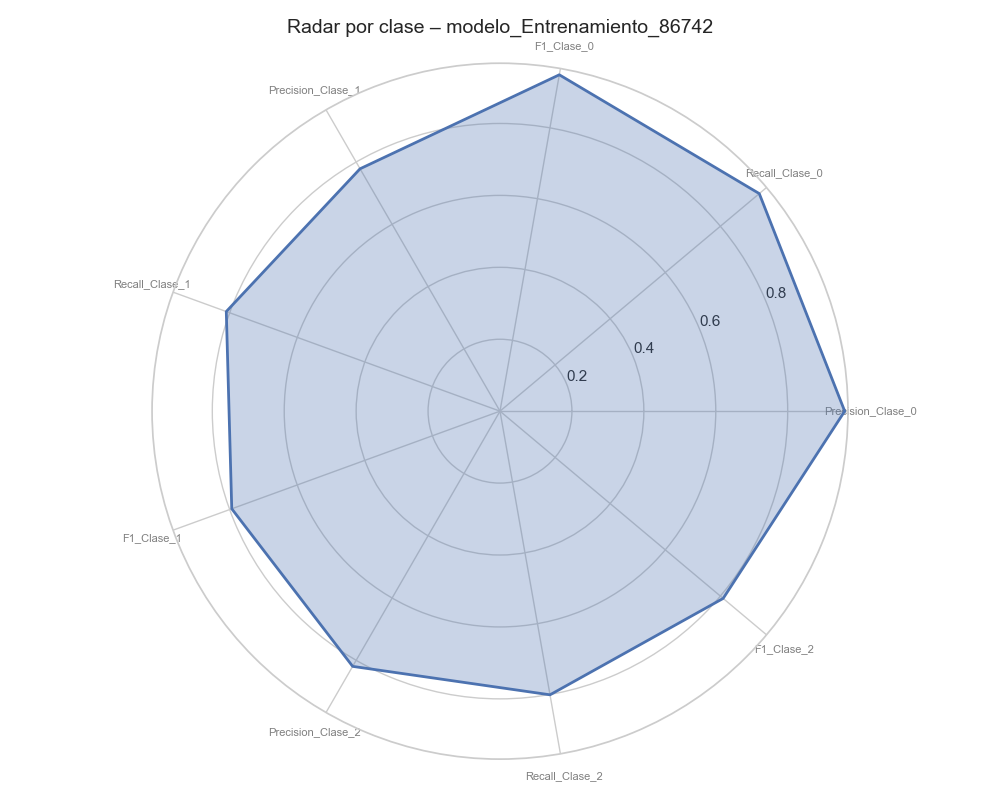 Radar por clase – modelo_Entrenamiento_86742
F1_Clase_0
Precision_Clase_1
Recall_Clase_0
Recall_Clase_1
0.8
0.6
0.4
0.2
Precision_Clase_0
F1_Clase_1
F1_Clase_2
Precision_Clase_2
Recall_Clase_2